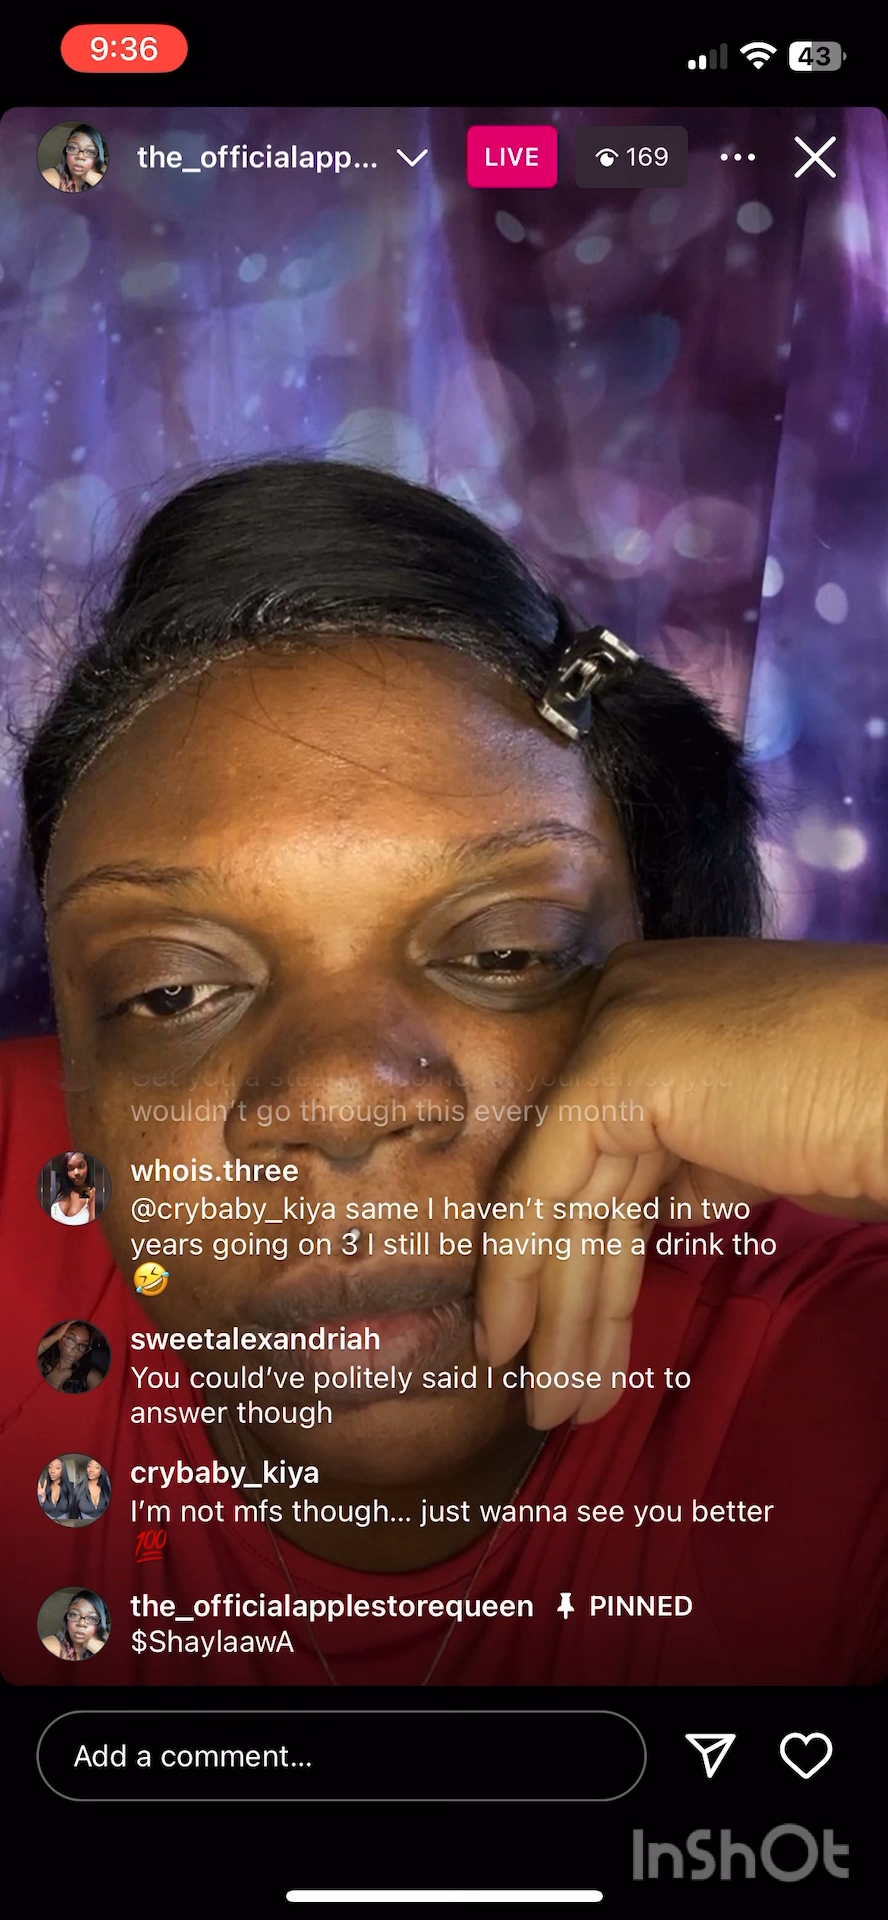 9:36
43
the_officialapp...
LIVE
169
wouldn't go through this every month
whois.three
@crybaby_kiya same I haven't smoked in two
years going on 3 I still be having me a drink tho
🤣
sweetalexandriah
You could've politely said I choose not to
answer though
crybaby_kiya
I'm not mfs though... just wanna see you better
💯
the_officialapplestorequeen PINNED
$ShaylaawA
Add a comment...
InShOt